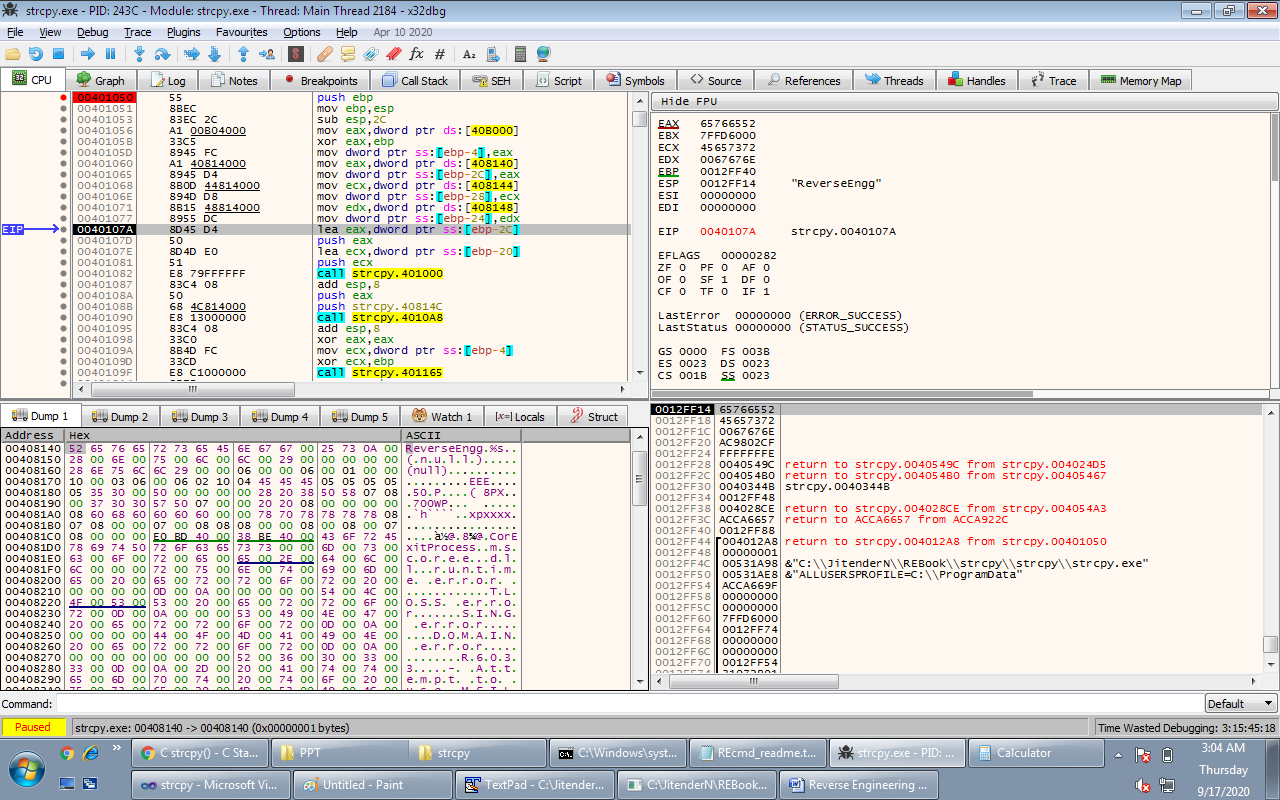 strcpy.exe - PID: 243C - Module: strcpy.exe - Thread: Main Thread 2184 - x32dbg
File View Debug Trace Plugins Favourites Options Help Apr 10 2020
CPU Graph Log Notes Breakpoints Call Stack SEH Script Symbols Source References Threads Handles Trace Memory Map
00401050 55 push ebp
00401051 8BEC mov ebp,esp
00401053 83EC 2C sub esp,2C
00401056 A1 00B04000 mov eax,dword ptr ds:[40B000]
0040105B 33C5 xor eax,ebp
0040105D 8945 FC mov dword ptr ss:[ebp-4],eax
00401060 A1 40814000 mov eax,dword ptr ds:[408140]
00401065 8945 D4 mov dword ptr ss:[ebp-2C],eax
00401068 8B0D 44814000 mov ecx,dword ptr ds:[408144]
0040106E 894D D8 mov dword ptr ss:[ebp-28],ecx
00401071 8B15 48814000 mov edx,dword ptr ds:[408148]
00401077 8955 DC mov dword ptr ss:[ebp-24],edx
EIP 0040107A 8D45 D4 lea eax,dword ptr ss:[ebp-2C]
0040107D 50 push eax
0040107E 8D4D E0 lea ecx,dword ptr ss:[ebp-20]
00401081 51 push ecx
00401082 E8 79FFFFFF call strcpy.401000
00401087 83C4 08 add esp,8
0040108A 50 push eax
0040108B 68 4C814000 push strcpy.40814C
00401090 E8 13000000 call strcpy.4010A8
00401095 83C4 08 add esp,8
00401098 33C0 xor eax,eax
0040109A 8B4D FC mov ecx,dword ptr ss:[ebp-4]
0040109D 33CD xor ecx,ebp
0040109F E8 C1000000 call strcpy.401165
Hide FPU
EAX 65766552
EBX 7FFD6000
ECX 45657372
EDX 0067676E
EBP 0012FF40
ESP 0012FF14 "ReverseEngg"
ESI 00000000
EDI 00000000
EIP 0040107A strcpy.0040107A
EFLAGS 00000282
ZF 0 PF 0 AF 0
OF 0 SF 1 DF 0
CF 0 TF 0 IF 1
LastError 00000000 (ERROR_SUCCESS)
LastStatus 00000000 (STATUS_SUCCESS)
GS 0000 FS 003B
ES 0023 DS 0023
CS 001B SS 0023
Dump 1 Dump 2 Dump 3 Dump 4 Dump 5 Watch 1 [x=] Locals Struct
Address Hex ASCII
00408140 52 65 76 65 72 73 65 45 6E 67 67 00 25 73 0A 00 ReverseEngg.%s..
00408150 28 00 6E 00 75 00 6C 00 6C 00 29 00 00 00 00 00 (.n.u.l.l.).....
00408160 28 6E 75 6C 6C 29 00 00 06 00 00 06 00 01 00 00 (null)..........
00408170 10 00 03 06 00 06 02 10 04 45 45 45 05 05 05 05 .........EEE....
00408180 05 35 30 00 50 00 00 00 00 28 20 38 50 58 07 08 .50.P....( 8PX..
00408190 00 37 30 30 57 50 07 00 00 20 20 08 00 00 00 00 .700WP...  .....
004081A0 08 60 68 60 60 60 60 00 00 78 70 78 78 78 78 08 .`h````..xpxxxx.
004081B0 07 08 00 00 07 00 08 08 08 00 00 08 00 08 00 07
004081C0 08 00 00 00 E0 BD 40 00 38 BE 40 00 43 6F 72 45
004081D0 78 69 74 50 72 6F 63 65 73 73 00 00 6D 00 73 00 xitProcess..m.s.
004081E0 63 00 6F 00 72 00 65 00 65 00 2E 00 64 00 6C 00 c.o.r.e.e...d.l.
004081F0 6C 00 00 00 72 00 75 00 6E 00 74 00 69 00 6D 00 l...r.u.n.t.i.m.
00408200 65 00 20 00 65 00 72 00 72 00 6F 00 72 00 20 00 e. .e.r.r.o.r. .
00408210 00 00 00 00 0D 00 0A 00 00 00 00 00 54 00 4C 00 ............T.L.
00408220 4F 00 53 00 53 00 20 00 65 00 72 00 72 00 6F 00 O.S.S. .e.r.r.o.
00408230 72 00 0D 00 0A 00 00 00 53 00 49 00 4E 00 47 00 r.......S.I.N.G.
00408240 20 00 65 00 72 00 72 00 6F 00 72 00 0D 00 0A 00  .e.r.r.o.r.....
00408250 00 00 00 00 44 00 4F 00 4D 00 41 00 49 00 4E 00 ....D.O.M.A.I.N.
00408260 20 00 65 00 72 00 72 00 6F 00 72 00 0D 00 0A 00  .e.r.r.o.r.....
00408270 00 00 00 00 00 00 00 00 52 00 36 00 30 00 33 00 ........R.6.0.3.
00408280 33 00 0D 00 0A 00 2D 00 20 00 41 00 74 00 74 00 3.....-. .A.t.t.
00408290 65 00 6D 00 70 00 74 00 20 00 74 00 6F 00 20 00 e.m.p.t. .t.o. .
0012FF14 65766552
0012FF18 45657372
0012FF1C 0067676E
0012FF20 AC9802CF
0012FF24 FFFFFFFE
0012FF28 0040549C return to strcpy.0040549C from strcpy.004024D5
0012FF2C 004054B0 return to strcpy.004054B0 from strcpy.00405467
0012FF30 0040344B strcpy.0040344B
0012FF34 0012FF48
0012FF38 004028CE return to strcpy.004028CE from strcpy.004054A3
0012FF3C ACCA6657 return to ACCA6657 from ACCA922C
0012FF40 0012FF88
0012FF44 004012A8 return to strcpy.004012A8 from strcpy.00401050
0012FF48 00000001
0012FF4C 00531A98 &"C:\\JitenderN\\REBook\\strcpy\\strcpy\\strcpy.exe"
0012FF50 00531AE8 &"ALLUSERSPROFILE=C:\\ProgramData"
0012FF54 ACCA669F
0012FF58 00000000
0012FF5C 00000000
0012FF60 7FFD6000
0012FF64 0012FF74
0012FF68 00000000
0012FF6C 00000000
0012FF70 0012FF54
Command: Default
Paused strcpy.exe: 00408140 -> 00408140 (0x00000001 bytes) Time Wasted Debugging: 3:15:45:18
C strcpy() - C Sta... PPT strcpy C:\Windows\syst... REcmd_readme.t... strcpy.exe - PID: ... Calculator
strcpy - Microsoft Vi... Untitled - Paint TextPad - C:\Jitender... C:\JitenderN\REBook... Reverse Engineering ...
3:04 AM
Thursday
9/17/2020